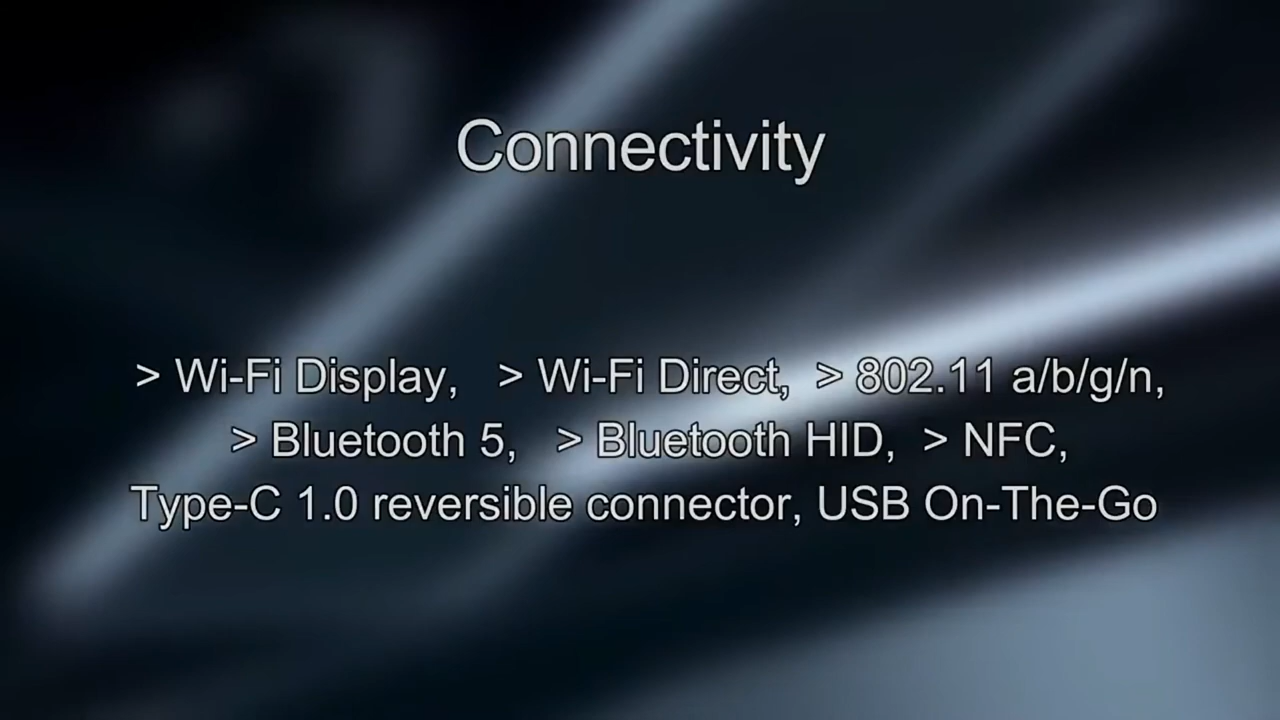 Connectivity
> Wi-Fi Display, > Wi-Fi Direct, > 802.11 a/b/g/n,
> Bluetooth 5, > Bluetooth HID, > NFC,
Type-C 1.0 reversible connector, USB On-The-Go